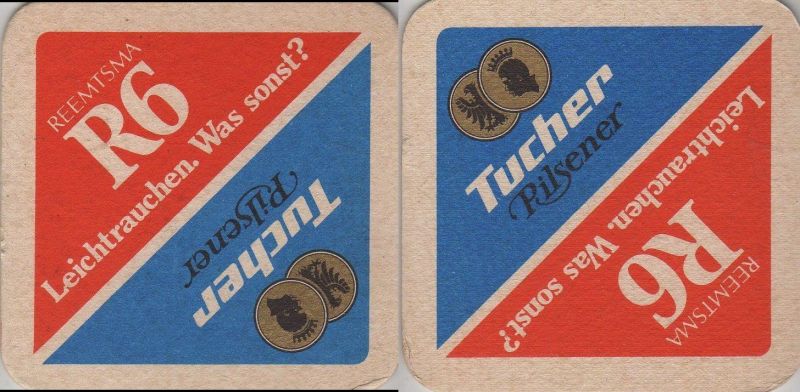 REEMTSMA
R6
Leichtrauchen. Was sonst?
Tucher
Pilsener
Tucher
Pilsener
Leichtrauchen. Was sonst?
R6
REEMTSMA